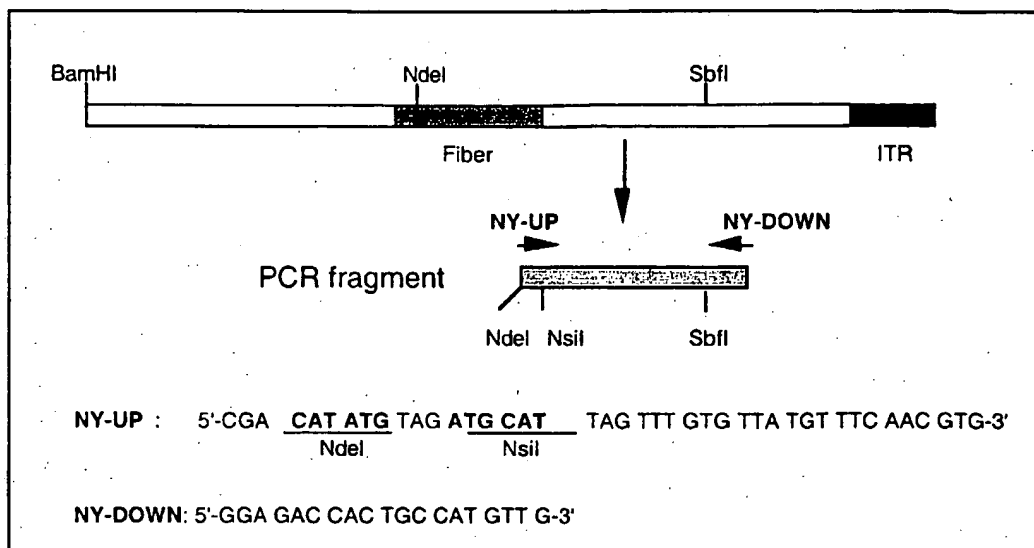 BamHI NdeI SbfI
Fiber ITR
NY-UP NY-DOWN
PCR fragment
NdeI NsiI SbfI
NY-UP : 5'-CGA CAT ATG TAG ATG CAT TAG TTT GTG TTA TGT TTC AAC GTG-3'
NdeI NsiI
NY-DOWN: 5'-GGA GAC CAC TGC CAT GTT G-3'